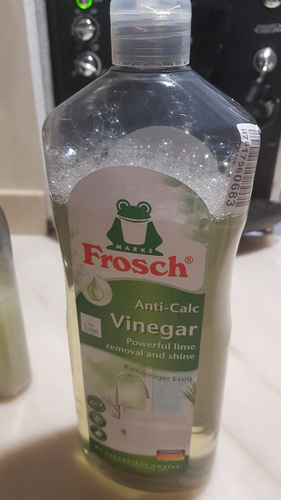 MARKE
Frosch®
Anti-Calc
Vinegar
Powerful lime
removal and shine
Kalkreiniger Essig